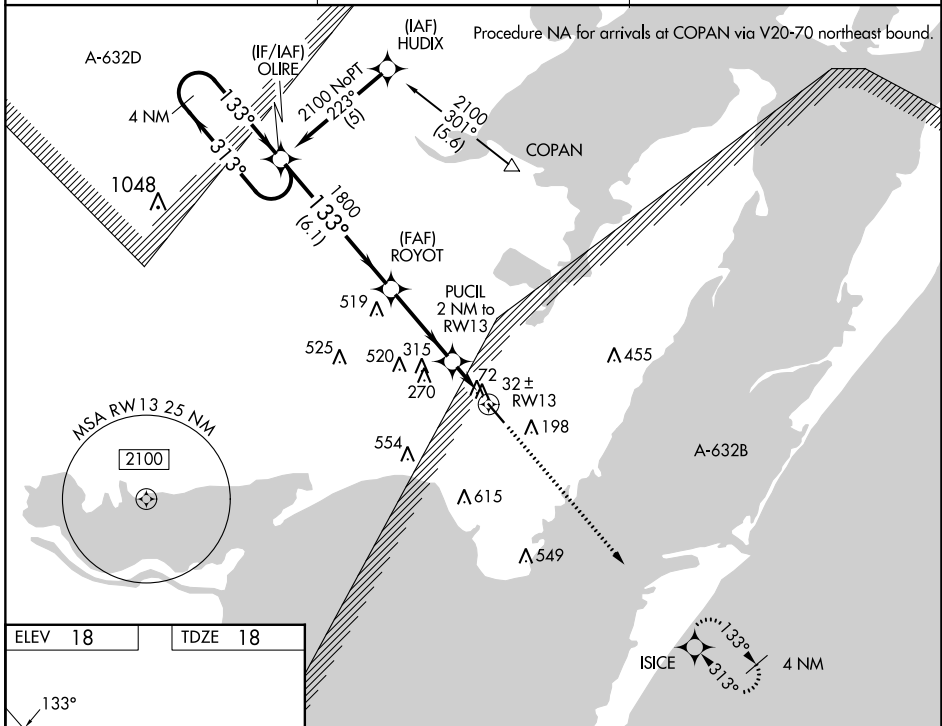 Procedure NA for arrivals at COPAN via V20-70 northeast bound.
A-632D
(IF/IAF)
OLIRE
(IAF)
HUDIX
4 NM
133°
313°
2100 NoPT
223°
(5)
2100
301°
(5.6)
COPAN
1048
1800
133°
(6.1)
(FAF)
ROYOT
519
PUCIL
2 NM to
RW13
525
520
315
270
72
32 ±
RW13
455
198
554
A-632B
MSA RW13 25 NM
2100
615
549
ELEV 18
TDZE 18
133°
ISICE
133°
313°
4 NM